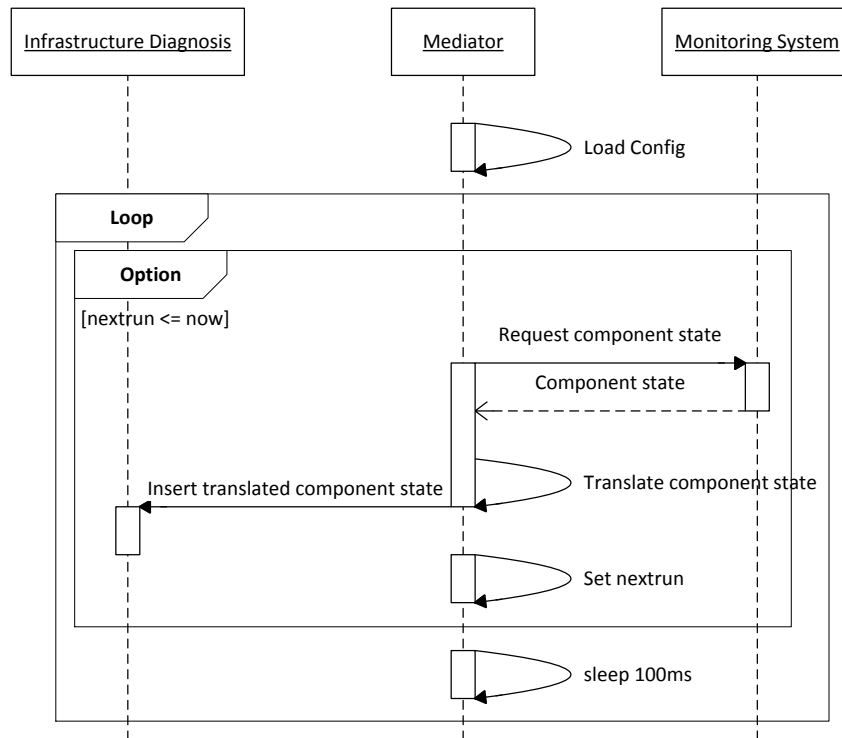 Infrastructure Diagnosis
Mediator
Monitoring System
Load Config
Loop
Option
[nextrun <= now]
Request component state
Component state
Translate component state
Insert translated component state
Set nextrun
sleep 100ms